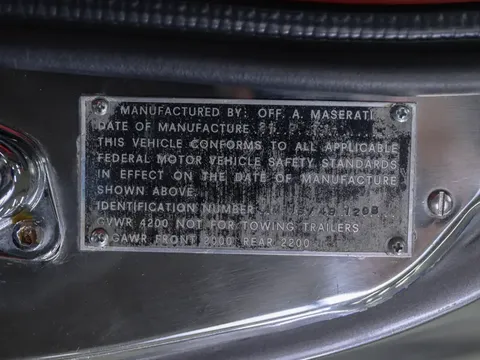 MANUFACTURED BY: OFF. A. MASERATI
DATE OF MANUFACTURE
THIS VEHICLE CONFORMS TO ALL APPLICABLE
FEDERAL MOTOR VEHICLE SAFETY STANDARDS
IN EFFECT ON THE DATE OF MANUFACTURE
SHOWN ABOVE.
IDENTIFICATION NUMBER
GVWR 4200 NOT FOR TOWING TRAILERS
GAWR FRONT 2000 REAR 2200